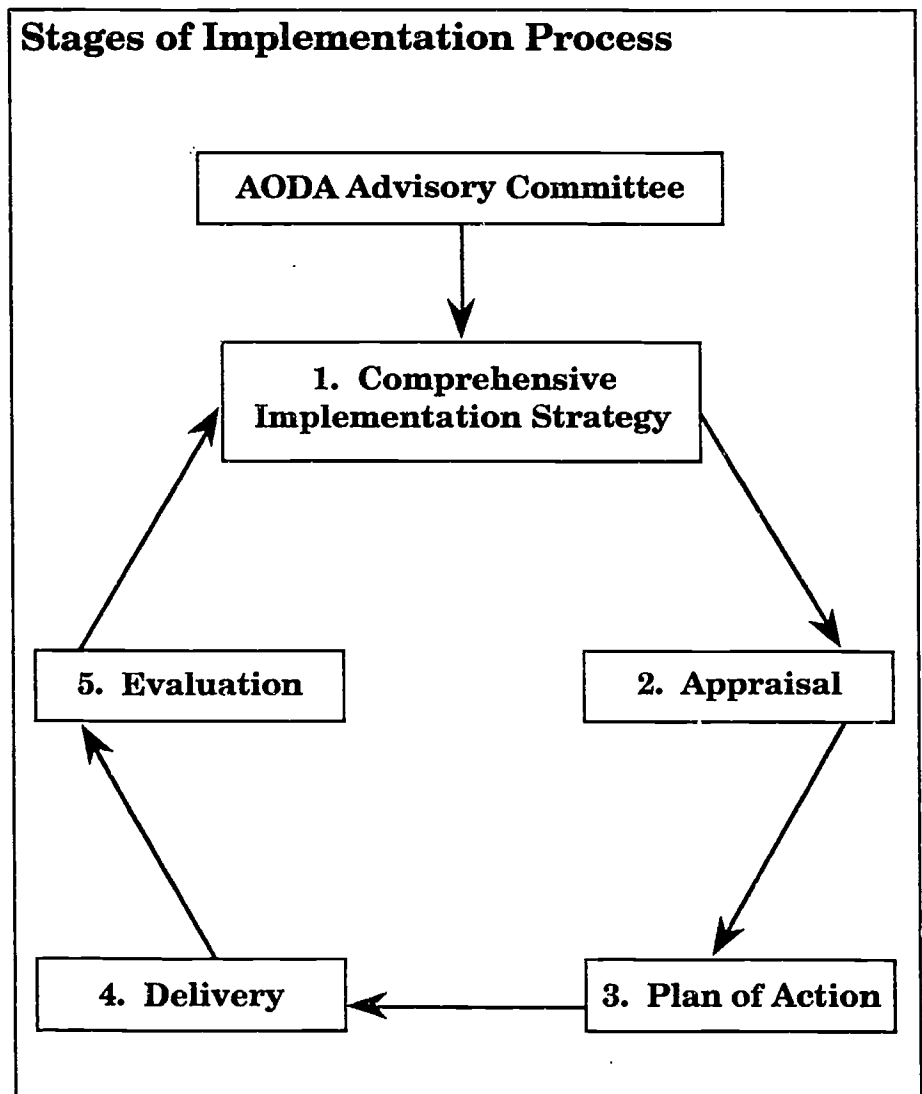 Stages of Implementation Process
AODA Advisory Committee
1. Comprehensive
Implementation Strategy
5. Evaluation
2. Appraisal
4. Delivery
3. Plan of Action